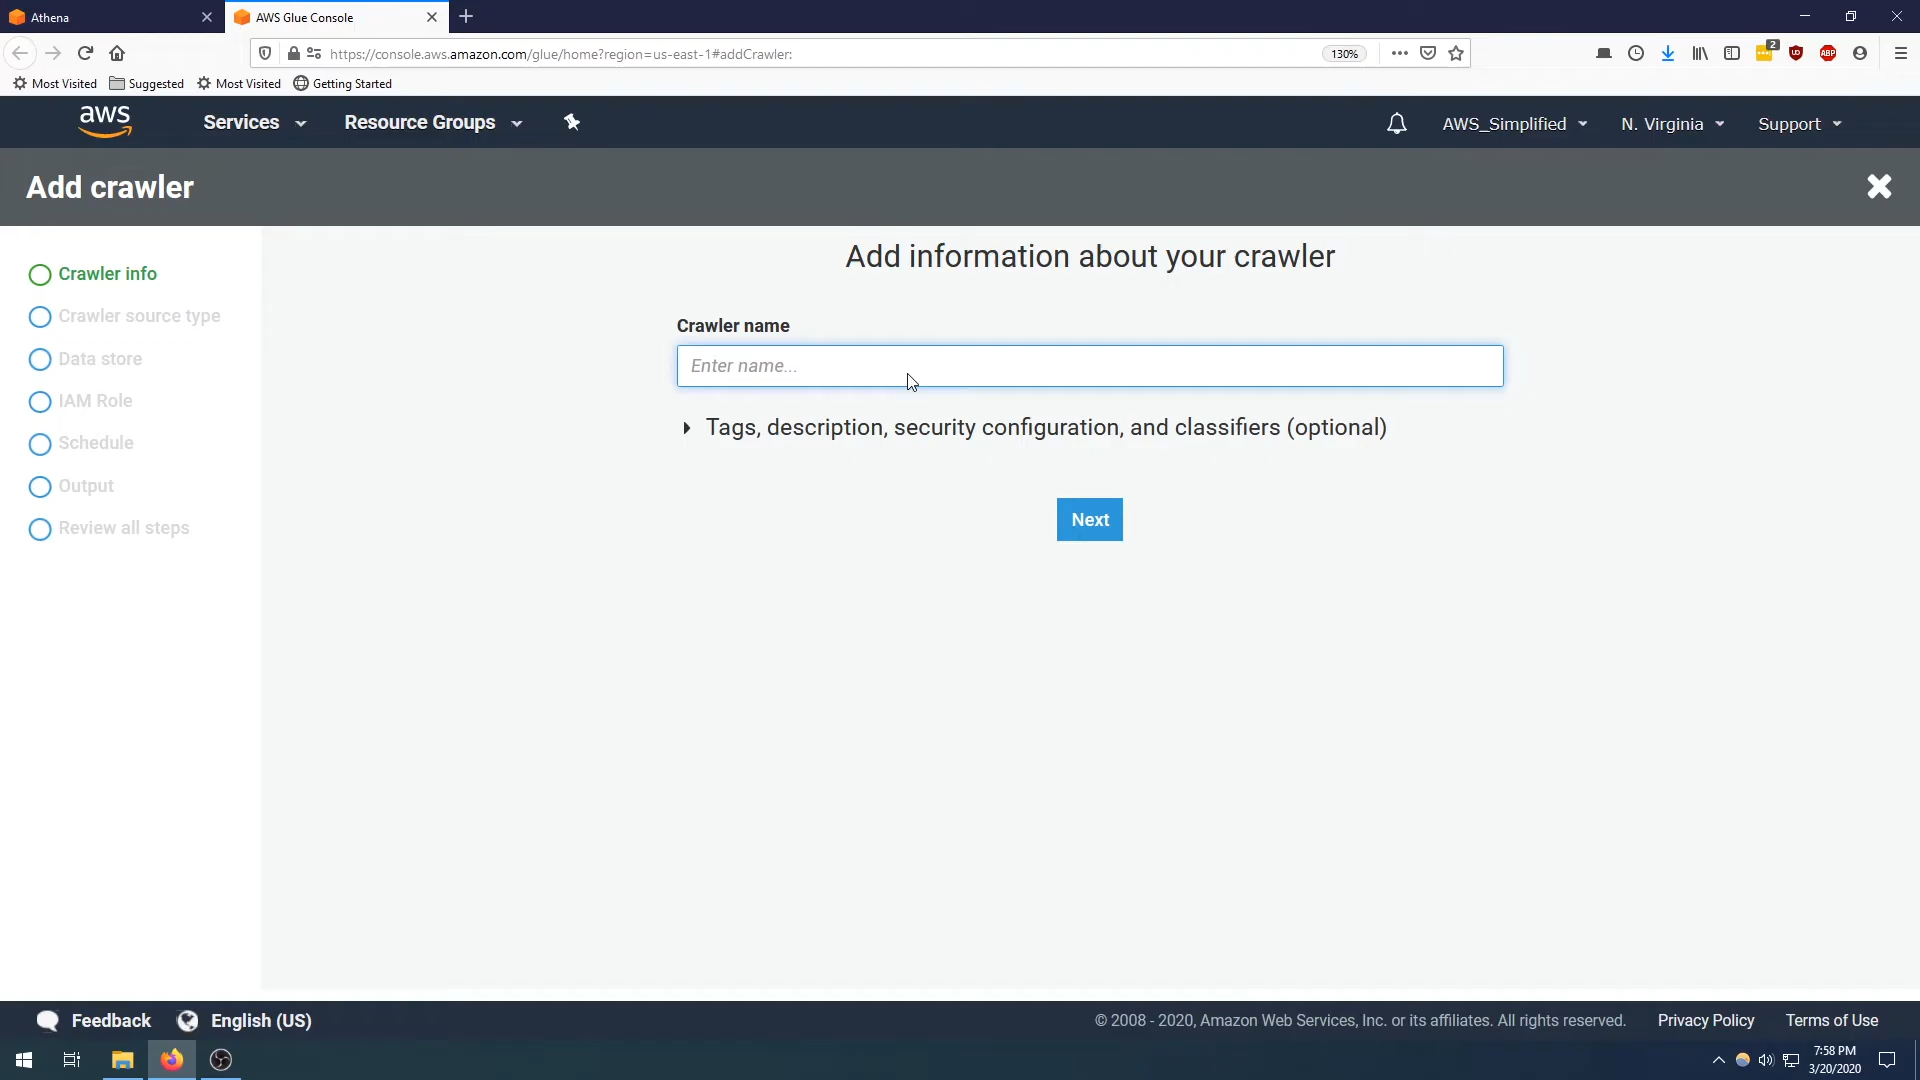 Athena
AWS Glue Console
https://console.aws.amazon.com/glue/home?region=us-east-1#addCrawler:
130%
2
Most Visited
Suggested
Most Visited
Getting Started
aws
Services
Resource Groups
AWS_Simplified
N. Virginia
Support
Add crawler
Crawler info
Crawler source type
Data store
IAM Role
Schedule
Output
Review all steps
Add information about your crawler
Crawler name
Enter name...
Tags, description, security configuration, and classifiers (optional)
Next
Feedback
English (US)
© 2008 - 2020, Amazon Web Services, Inc. or its affiliates. All rights reserved.
Privacy Policy
Terms of Use
7:58 PM
3/20/2020